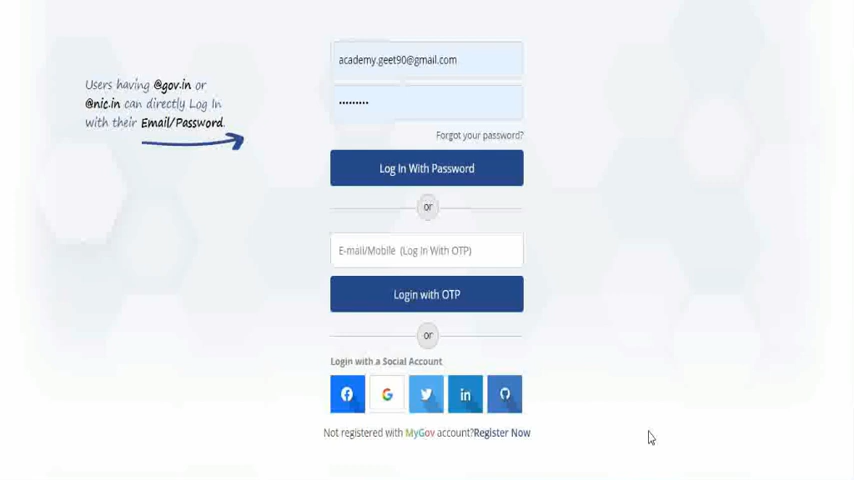 academy.geet90@gmail.com
Users having @gov.in or
@nic.in can directly Log In
with their Email/Password.
•••••••••
Forgot your password?
Log In With Password
or
E-mail/Mobile (Log In With OTP)
Login with OTP
or
Login with a Social Account
Not registered with MyGov account?Register Now